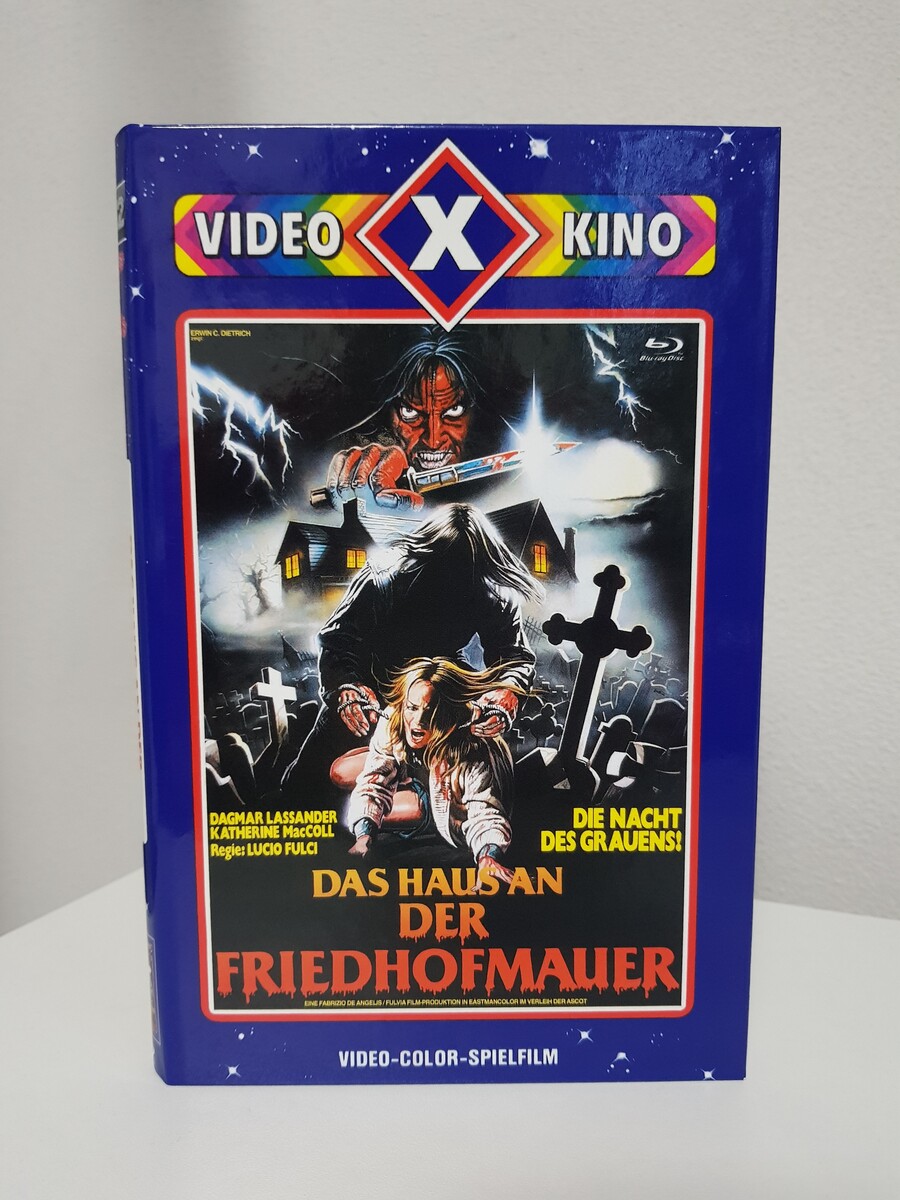 VIDEO X KINO
ERWIN C. DIETRICH
zeigt:
Blu-ray Disc
DAGMAR LASSANDER
KATHERINE MacCOLL
Regie: LUCIO FULCI
DIE NACHT
DES GRAUENS!
DAS HAUS AN
DER
FRIEDHOFMAUER
EINE FABRIZIO DE ANGELIS / FULVIA FILM-PRODUKTION IN EASTMANCOLOR IM VERLEIH DER ASCOT
VIDEO-COLOR-SPIELFILM